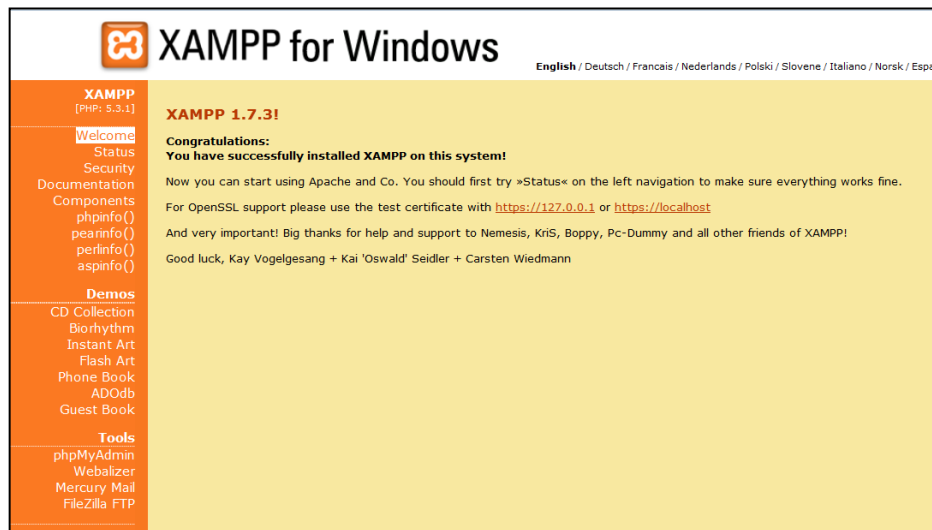 XAMPP for Windows
English / Deutsch / Francais / Nederlands / Polski / Slovene / Italiano / Norsk / Espa
XAMPP
[PHP: 5.3.1]
Welcome
Status
Security
Documentation
Components
phpinfo()
pearinfo()
perlinfo()
aspinfo()
Demos
CD Collection
Biorhythm
Instant Art
Flash Art
Phone Book
ADOdb
Guest Book
Tools
phpMyAdmin
Webalizer
Mercury Mail
FileZilla FTP
XAMPP 1.7.3!
Congratulations:
You have successfully installed XAMPP on this system!
Now you can start using Apache and Co. You should first try »Status« on the left navigation to make sure everything works fine.
For OpenSSL support please use the test certificate with https://127.0.0.1 or https://localhost
And very important! Big thanks for help and support to Nemesis, KriS, Boppy, Pc-Dummy and all other friends of XAMPP!
Good luck, Kay Vogelgesang + Kai 'Oswald' Seidler + Carsten Wiedmann